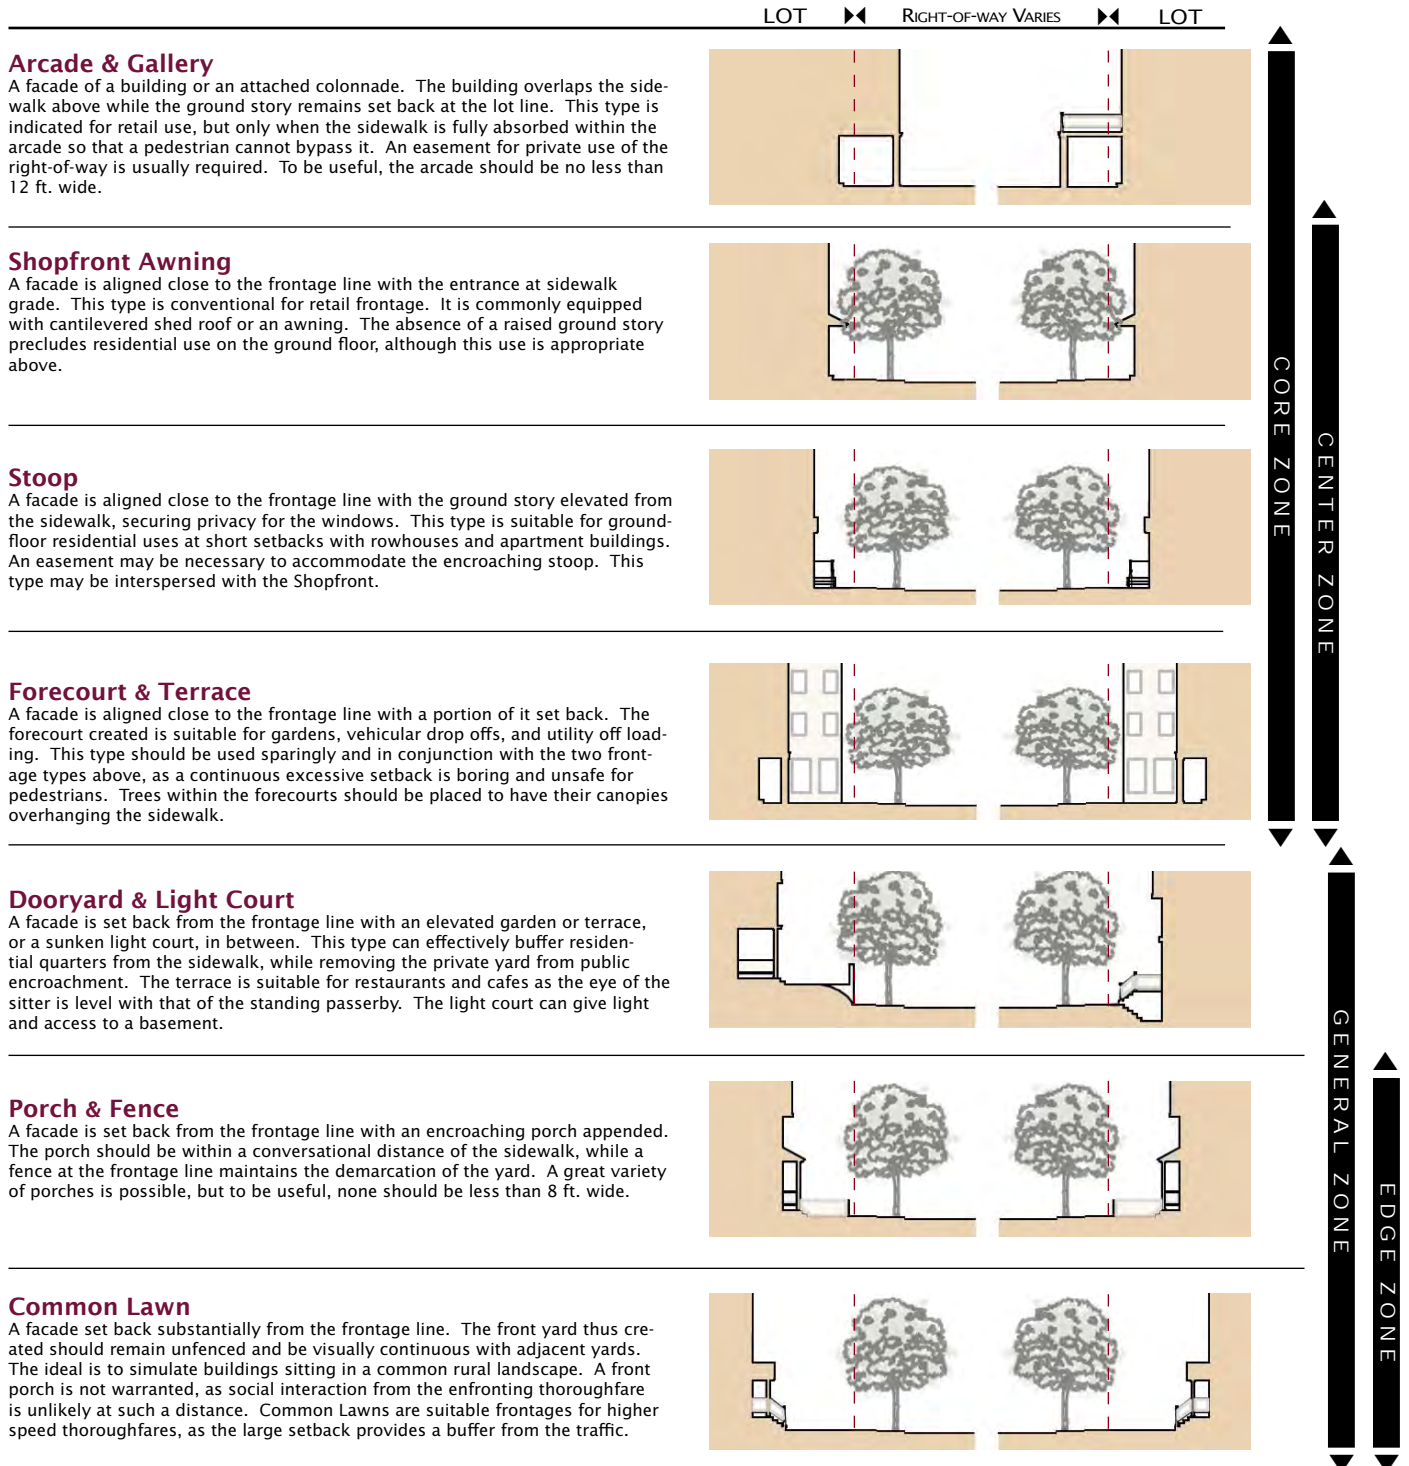 LOT RIGHT-OF-WAY VARIES LOT
Arcade & Gallery
A facade of a building or an attached colonnade. The building overlaps the side-
walk above while the ground story remains set back at the lot line. This type is
indicated for retail use, but only when the sidewalk is fully absorbed within the
arcade so that a pedestrian cannot bypass it. An easement for private use of the
right-of-way is usually required. To be useful, the arcade should be no less than
12 ft. wide.
Shopfront Awning
A facade is aligned close to the frontage line with the entrance at sidewalk
grade. This type is conventional for retail frontage. It is commonly equipped
with cantilevered shed roof or an awning. The absence of a raised ground story
precludes residential use on the ground floor, although this use is appropriate
above.
Stoop
A facade is aligned close to the frontage line with the ground story elevated from
the sidewalk, securing privacy for the windows. This type is suitable for ground-
floor residential uses at short setbacks with rowhouses and apartment buildings.
An easement may be necessary to accommodate the encroaching stoop. This
type may be interspersed with the Shopfront.
Forecourt & Terrace
A facade is aligned close to the frontage line with a portion of it set back. The
forecourt created is suitable for gardens, vehicular drop offs, and utility off load-
ing. This type should be used sparingly and in conjunction with the two front-
age types above, as a continuous excessive setback is boring and unsafe for
pedestrians. Trees within the forecourts should be placed to have their canopies
overhanging the sidewalk.
Dooryard & Light Court
A facade is set back from the frontage line with an elevated garden or terrace,
or a sunken light court, in between. This type can effectively buffer residen-
tial quarters from the sidewalk, while removing the private yard from public
encroachment. The terrace is suitable for restaurants and cafes as the eye of the
sitter is level with that of the standing passerby. The light court can give light
and access to a basement.
Porch & Fence
A facade is set back from the frontage line with an encroaching porch appended.
The porch should be within a conversational distance of the sidewalk, while a
fence at the frontage line maintains the demarcation of the yard. A great variety
of porches is possible, but to be useful, none should be less than 8 ft. wide.
Common Lawn
A facade set back substantially from the frontage line. The front yard thus cre-
ated should remain unfenced and be visually continuous with adjacent yards.
The ideal is to simulate buildings sitting in a common rural landscape. A front
porch is not warranted, as social interaction from the enfronting thoroughfare
is unlikely at such a distance. Common Lawns are suitable frontages for higher
speed thoroughfares, as the large setback provides a buffer from the traffic.
CORE ZONE
CENTER ZONE
GENERAL ZONE
EDGE ZONE